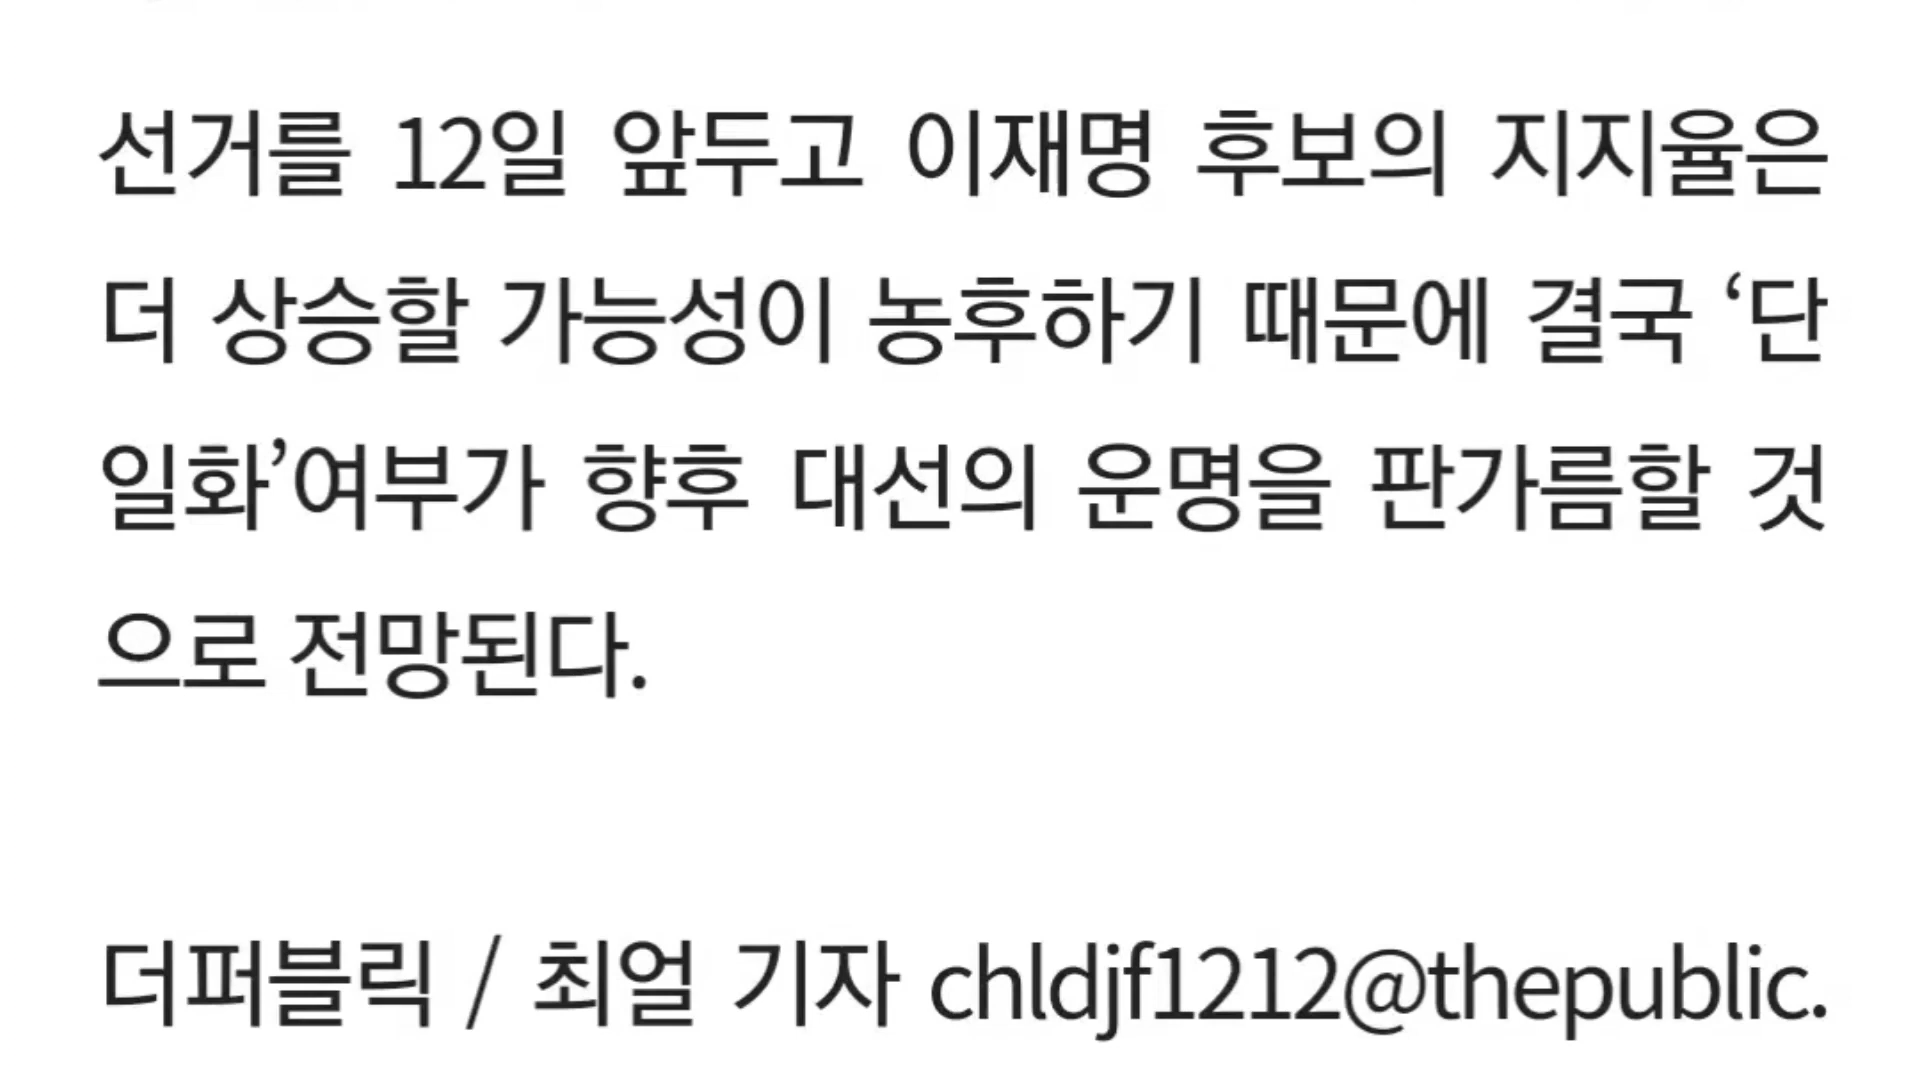 선거를 12일 앞두고 이재명 후보의 지지율은
더 상승할 가능성이 농후하기 때문에 결국 ‘단
일화’여부가 향후 대선의 운명을 판가름할 것
으로 전망된다.
더퍼블릭 / 최얼 기자 chldjf1212@thepublic.